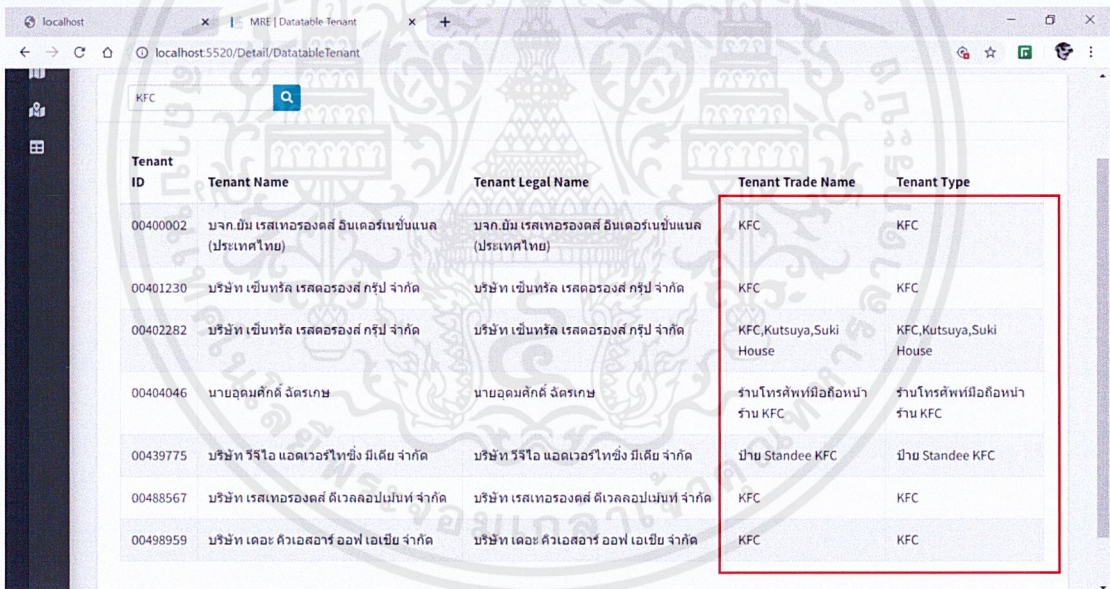 localhost
MRE | Datatable Tenant
localhost:5520/Detail/DatatableTenant
KFC
Tenant
ID
Tenant Name
Tenant Legal Name
Tenant Trade Name
Tenant Type
00400002
บจก.ยัม เรสเทอรองตส์ อินเตอร์เนชั่นแนล
(ประเทศไทย)
บจก.ยัม เรสเทอรองตส์ อินเตอร์เนชั่นแนล
(ประเทศไทย)
KFC
KFC
00401230
บริษัท เซ็นทรัล เรสตอรองส์ กรุ๊ป จำกัด
บริษัท เซ็นทรัล เรสตอรองส์ กรุ๊ป จำกัด
KFC
KFC
00402282
บริษัท เซ็นทรัล เรสตอรองส์ กรุ๊ป จำกัด
บริษัท เซ็นทรัล เรสตอรองส์ กรุ๊ป จำกัด
KFC,Kutsuya,Suki
House
KFC,Kutsuya,Suki
House
00404046
นายอุดมศักดิ์ ฉัตรเกษ
นายอุดมศักดิ์ ฉัตรเกษ
ร้านโทรศัพท์มือถือหน้า
ร้าน KFC
ร้านโทรศัพท์มือถือหน้า
ร้าน KFC
00439775
บริษัท วีจีไอ แอดเวอร์ไทซิ่ง มีเดีย จำกัด
บริษัท วีจีไอ แอดเวอร์ไทซิ่ง มีเดีย จำกัด
ป้าย Standee KFC
ป้าย Standee KFC
00488567
บริษัท เรสเทอรองตส์ ดีเวลลอปเม้นท์ จำกัด
บริษัท เรสเทอรองตส์ ดีเวลลอปเม้นท์ จำกัด
KFC
KFC
00498959
บริษัท เดอะ คิวเอสอาร์ ออฟ เอเชีย จำกัด
บริษัท เดอะ คิวเอสอาร์ ออฟ เอเชีย จำกัด
KFC
KFC